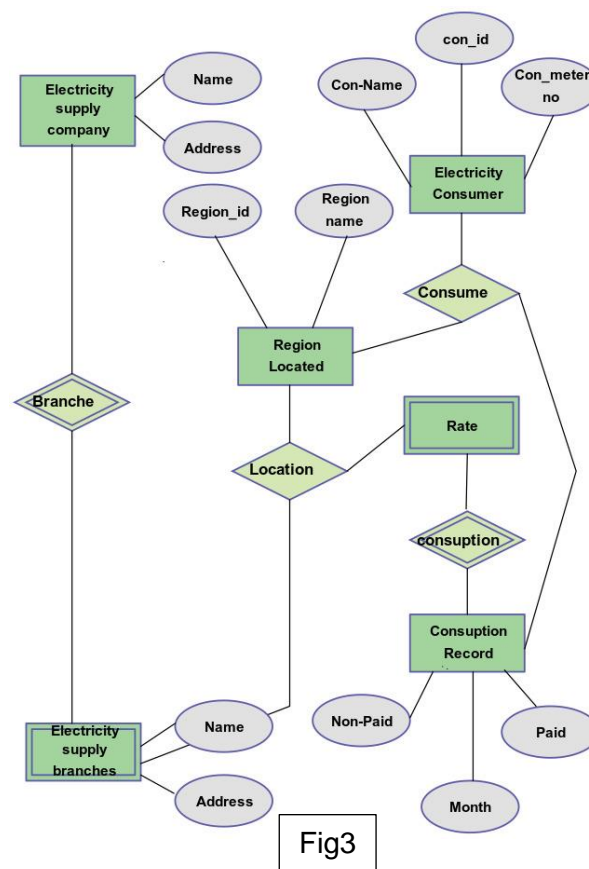 con_id
Electricity
supply
company
Name
Con-Name
Con_meter
no
Address
Electricity
Consumer
Region_id
Region
name
Consume
Region
Located
Branche
Rate
Location
consuption
Consuption
Record
Electricity
supply
branches
Name
Non-Paid
Paid
Address
Month
Fig3